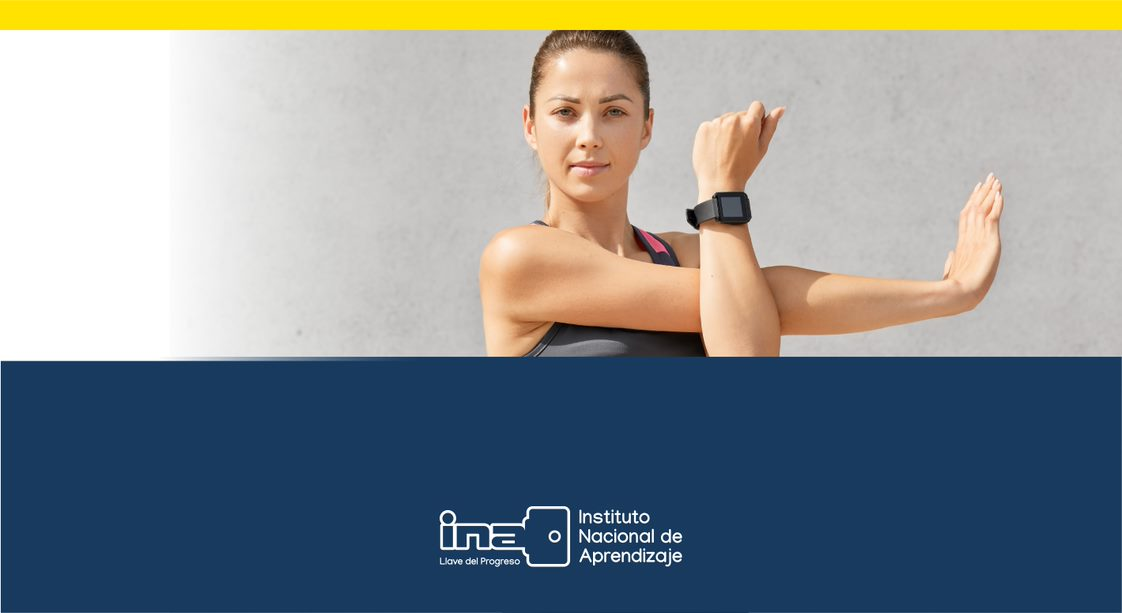 ina
Llave del Progreso
Instituto
Nacional de
Aprendizaje